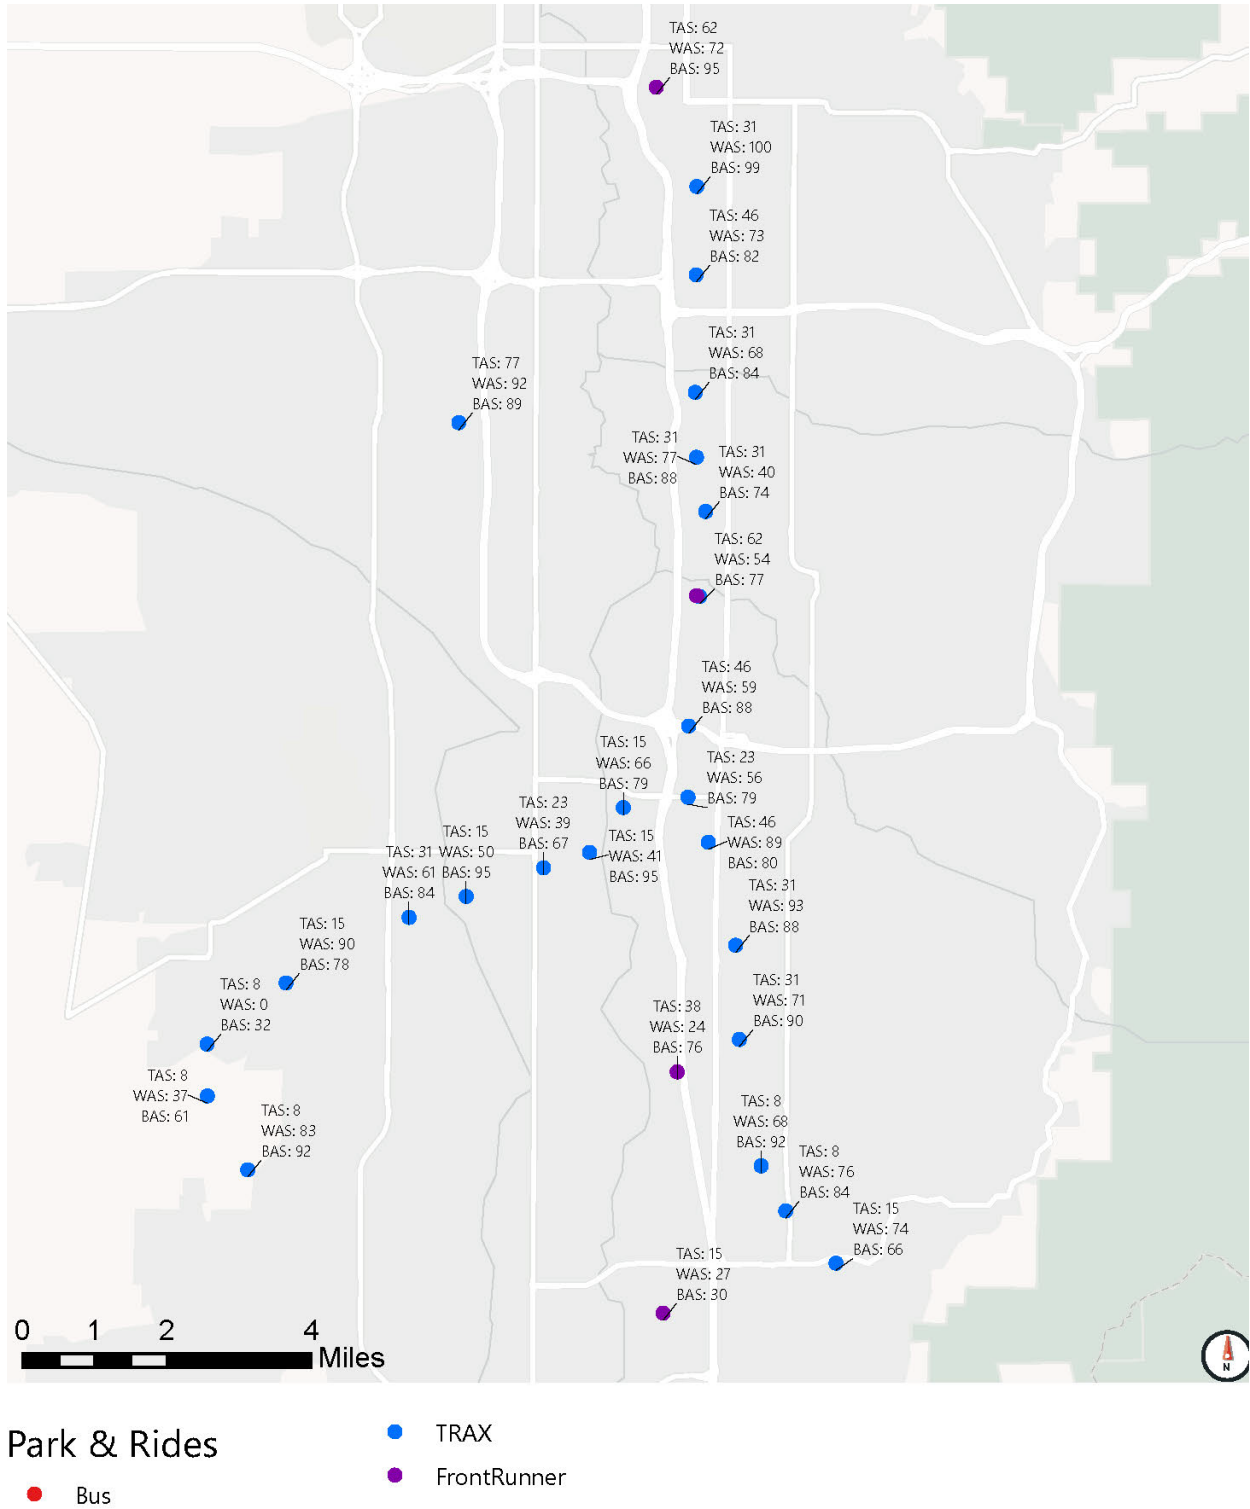 TAS: 62
WAS: 72
BAS: 95
TAS: 31
WAS: 100
BAS: 99
TAS: 46
WAS: 73
BAS: 82
TAS: 31
WAS: 68
BAS: 84
TAS: 77
WAS: 92
BAS: 89
TAS: 31
WAS: 77
BAS: 88
TAS: 31
WAS: 40
BAS: 74
TAS: 62
WAS: 54
BAS: 77
TAS: 46
WAS: 59
BAS: 88
TAS: 15
WAS: 66
BAS: 79
TAS: 23
WAS: 56
BAS: 79
TAS: 23
WAS: 39
BAS: 67
TAS: 15
WAS: 41
BAS: 95
TAS: 46
WAS: 89
BAS: 80
TAS: 15
WAS: 50
BAS: 95
TAS: 31
WAS: 61
BAS: 84
TAS: 31
WAS: 93
BAS: 88
TAS: 15
WAS: 90
BAS: 78
TAS: 8
WAS: 0
BAS: 32
TAS: 31
WAS: 71
BAS: 90
TAS: 38
WAS: 24
BAS: 76
TAS: 8
WAS: 37
BAS: 61
TAS: 8
WAS: 83
BAS: 92
TAS: 8
WAS: 68
BAS: 92
TAS: 8
WAS: 76
BAS: 84
TAS: 15
WAS: 74
BAS: 66
TAS: 15
WAS: 27
BAS: 30
0 1 2 4
Miles
N
Park & Rides
Bus
TRAX
FrontRunner